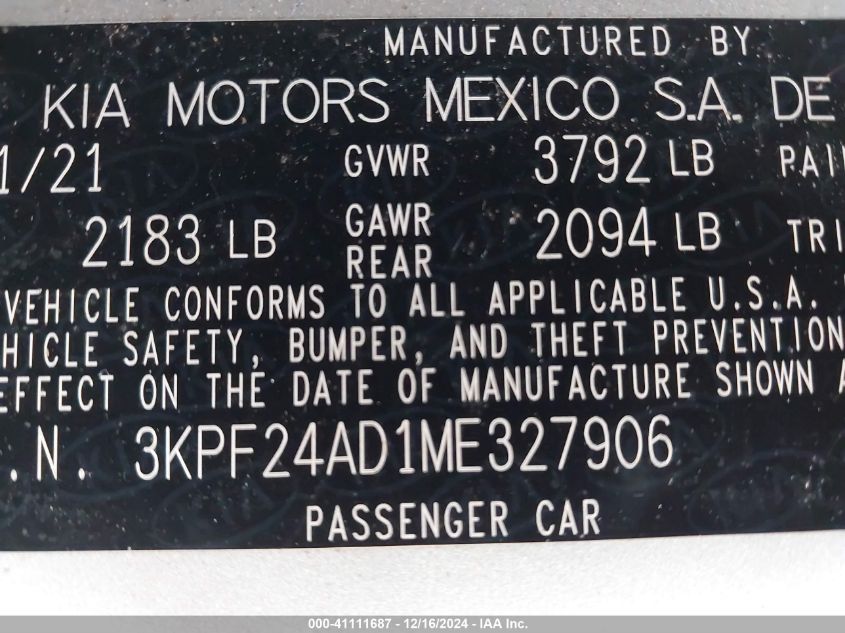 MANUFACTURED BY
KIA MOTORS MEXICO S.A. DE
1/21 GVWR 3792 LB PAI
2183 LB GAWR REAR 2094 LB TRI
VEHICLE CONFORMS TO ALL APPLICABLE U.S.A.
HICLE SAFETY, BUMPER, AND THEFT PREVENTION
EFFECT ON THE DATE OF MANUFACTURE SHOWN A
.N. 3KPF24AD1ME327906
PASSENGER CAR
000-41111687 - 12/16/2024 - IAA Inc.